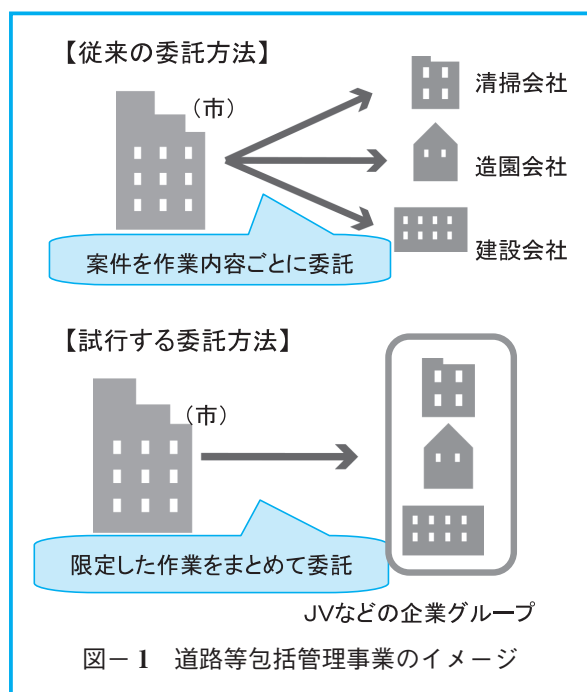 【従来の委託方法】
(市)
清掃会社
造園会社
建設会社
案件を作業内容ごとに委託
【試行する委託方法】
(市)
限定した作業をまとめて委託
JVなどの企業グループ
図－1 道路等包括管理事業のイメージ